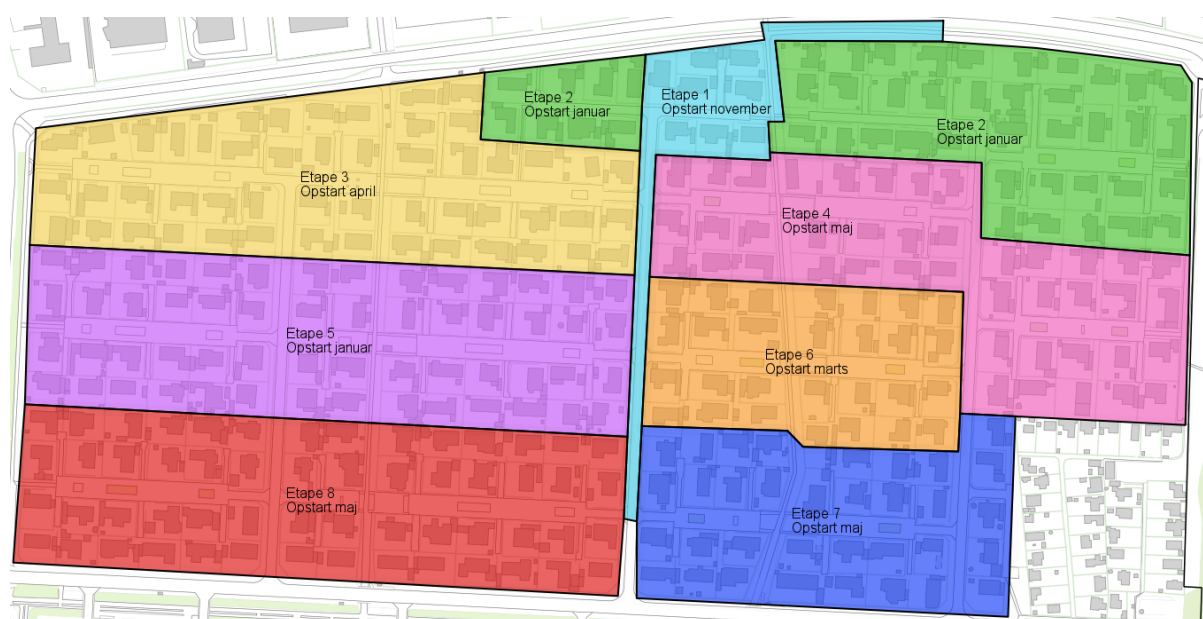 Etape 2
Opstart januar
Etape 1
Opstart november
Etape 2
Opstart januar
Etape 3
Opstart april
Etape 4
Opstart maj
Etape 5
Opstart januar
Etape 6
Opstart marts
Etape 8
Opstart maj
Etape 7
Opstart maj